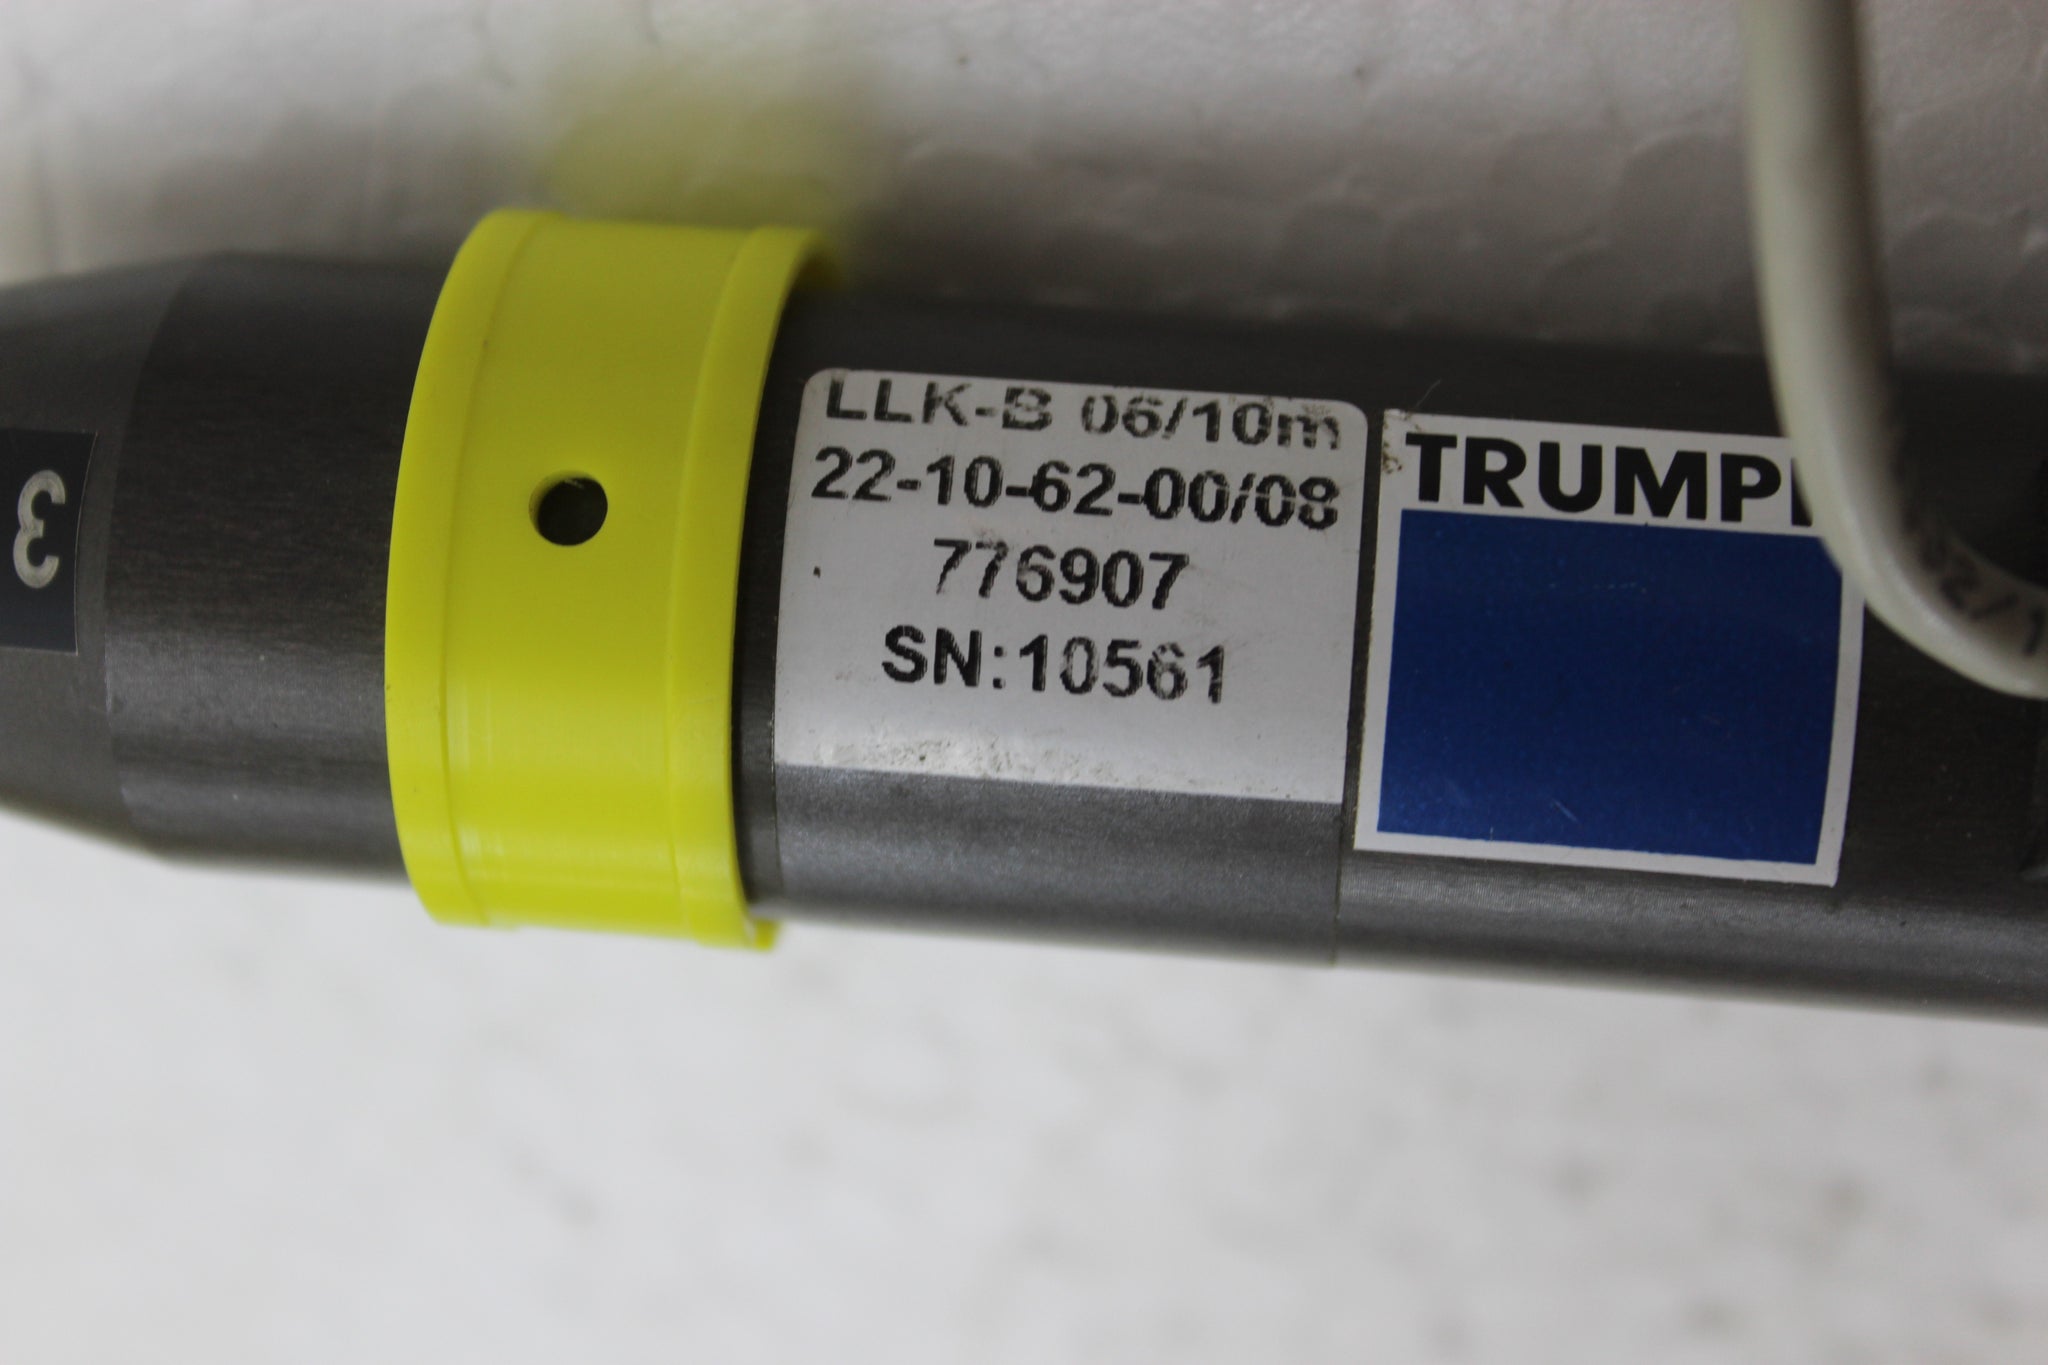 3
LLK-B 06/10m
22-10-62-00/08
776907
SN:10561
TRUMP